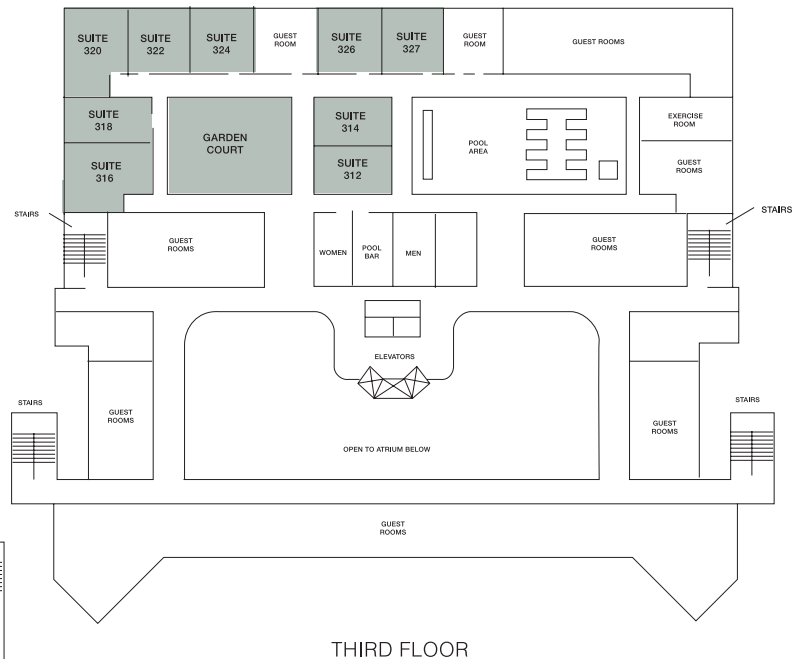 SUITE
320
SUITE
322
SUITE
324
GUEST
ROOM
SUITE
326
SUITE
327
GUEST
ROOM
GUEST ROOMS
SUITE
318
SUITE
316
GARDEN
COURT
SUITE
314
SUITE
312
POOL
AREA
EXERCISE
ROOM
GUEST
ROOMS
STAIRS
STAIRS
GUEST
ROOMS
WOMEN
POOL
BAR
MEN
GUEST
ROOMS
ELEVATORS
STAIRS
GUEST
ROOMS
OPEN TO ATRIUM BELOW
GUEST
ROOMS
STAIRS
GUEST
ROOMS
THIRD FLOOR